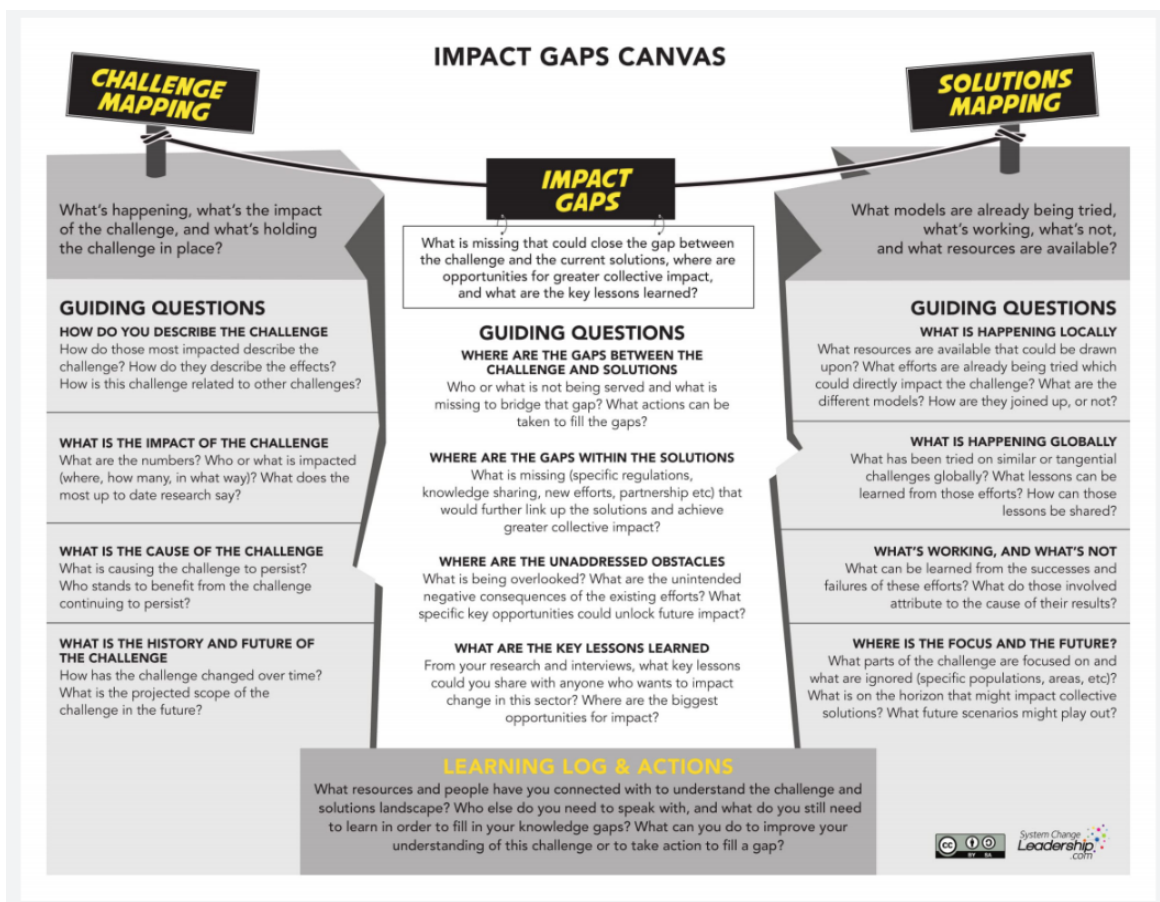 IMPACT GAPS CANVAS
CHALLENGE
MAPPING
What's happening, what's the impact
of the challenge, and what's holding
the challenge in place?
GUIDING QUESTIONS
HOW DO YOU DESCRIBE THE CHALLENGE
How do those most impacted describe the
challenge? How do they describe the effects?
How is this challenge related to other challenges?
WHAT IS THE IMPACT OF THE CHALLENGE
What are the numbers? Who or what is impacted
(where, how many, in what way)? What does the
most up to date research say?
WHAT IS THE CAUSE OF THE CHALLENGE
What is causing the challenge to persist?
Who stands to benefit from the challenge
continuing to persist?
WHAT IS THE HISTORY AND FUTURE OF
THE CHALLENGE
How has the challenge changed over time?
What is the projected scope of the
challenge in the future?
IMPACT
GAPS
What is missing that could close the gap between
the challenge and the current solutions, where are
opportunities for greater collective impact,
and what are the key lessons learned?
GUIDING QUESTIONS
WHERE ARE THE GAPS BETWEEN THE
CHALLENGE AND SOLUTIONS
Who or what is not being served and what is
missing to bridge that gap? What actions can be
taken to fill the gaps?
WHERE ARE THE GAPS WITHIN THE SOLUTIONS
What is missing (specific regulations,
knowledge sharing, new efforts, partnership etc) that
would further link up the solutions and achieve
greater collective impact?
WHERE ARE THE UNADDRESSED OBSTACLES
What is being overlooked? What are the unintended
negative consequences of the existing efforts? What
specific key opportunities could unlock future impact?
WHAT ARE THE KEY LESSONS LEARNED
From your research and interviews, what key lessons
could you share with anyone who wants to impact
change in this sector? Where are the biggest
opportunities for impact?
SOLUTIONS
MAPPING
What models are already being tried,
what's working, what's not,
and what resources are available?
GUIDING QUESTIONS
WHAT IS HAPPENING LOCALLY
What resources are available that could be drawn
upon? What efforts are already being tried which
could directly impact the challenge? What are the
different models? How are they joined up, or not?
WHAT IS HAPPENING GLOBALLY
What has been tried on similar or tangential
challenges globally? What lessons can be
learned from those efforts? How can those
lessons be shared?
WHAT'S WORKING, AND WHAT'S NOT
What can be learned from the successes and
failures of these efforts? What do those involved
attribute to the cause of their results?
WHERE IS THE FOCUS AND THE FUTURE?
What parts of the challenge are focused on and
what are ignored (specific populations, areas, etc)?
What is on the horizon that might impact collective
solutions? What future scenarios might play out?
LEARNING LOG & ACTIONS
What resources and people have you connected with to understand the challenge and
solutions landscape? Who else do you need to speak with, and what do you still need
to learn in order to fill in your knowledge gaps? What can you do to improve your
understanding of this challenge or to take action to fill a gap?
cc
BY SA
System Change
Leadership
.com